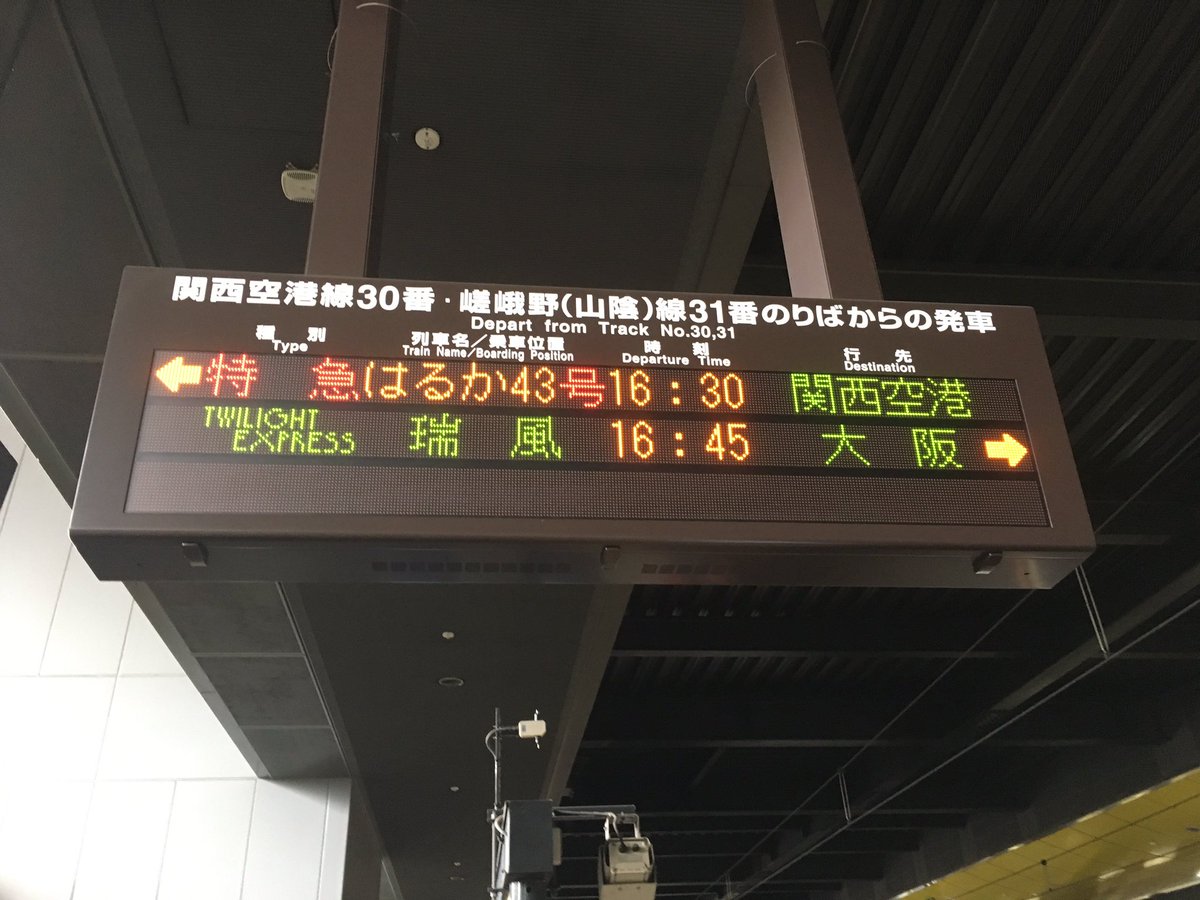 関西空港線30番・嵯峨野(山陰)線31番のりばからの発車
Depart from Track No.30,31
種別 列車名/乗車位置 時刻 行先
Type Train Name/Boarding Position Departure Time Destination
← 特急 はるか43号 16:30 関西空港
TWILIGHT EXPRESS 瑞風 16:45 大阪 →